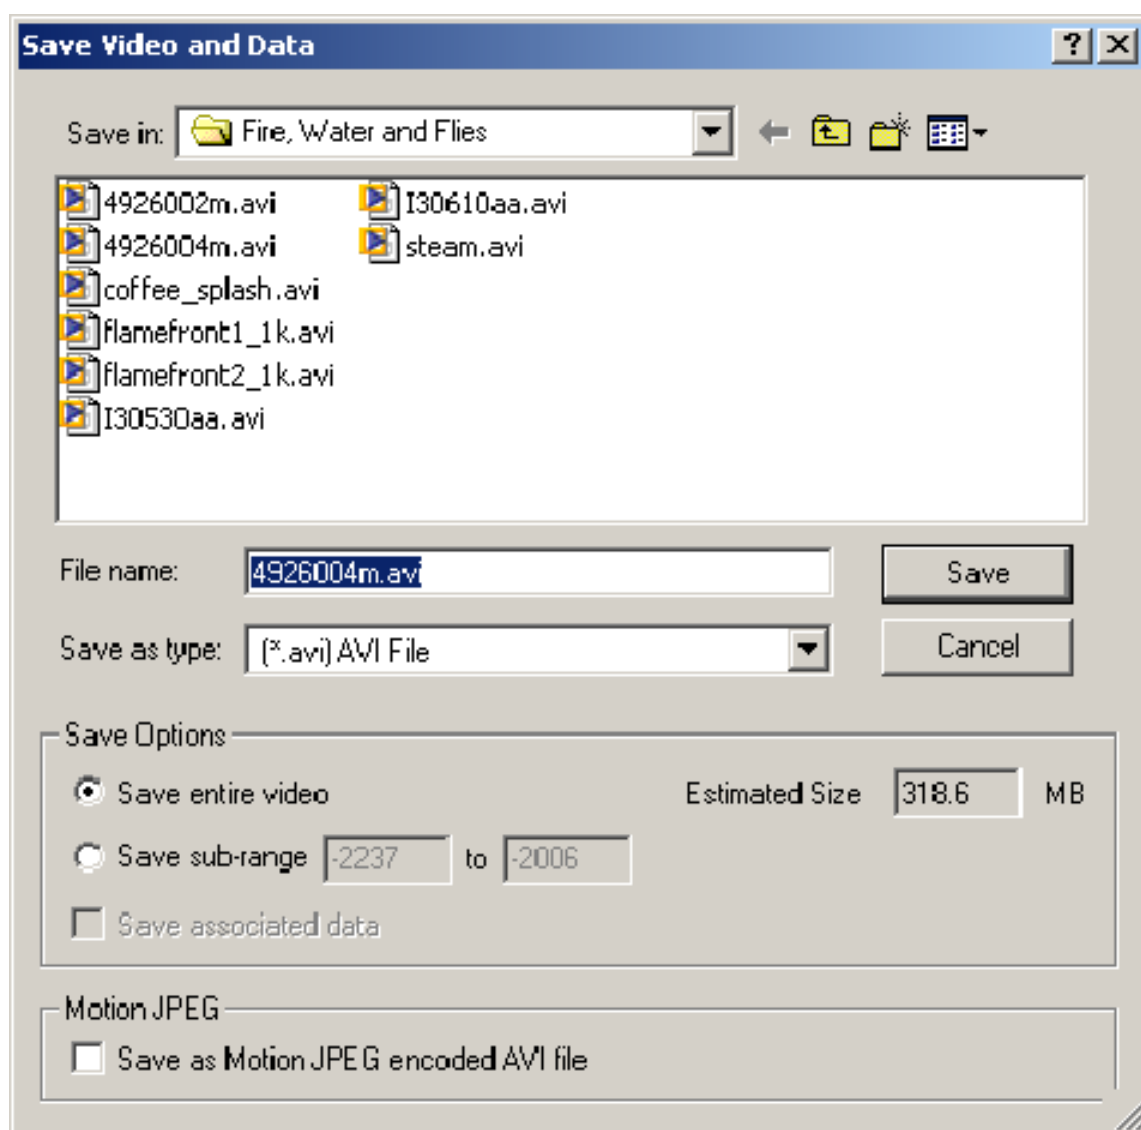 Save Video and Data
Save in: Fire, Water and Flies
4926002m.avi I30610aa.avi
4926004m.avi steam.avi
coffee_splash.avi
flamefront1_1k.avi
flamefront2_1k.avi
I30530aa.avi
File name: 4926004m.avi Save
Save as type: (*.avi) AVI File Cancel
Save Options
Save entire video Estimated Size 318.6 MB
Save sub-range -2237 to -2006
Save associated data
Motion JPEG
Save as Motion JPEG encoded AVI file